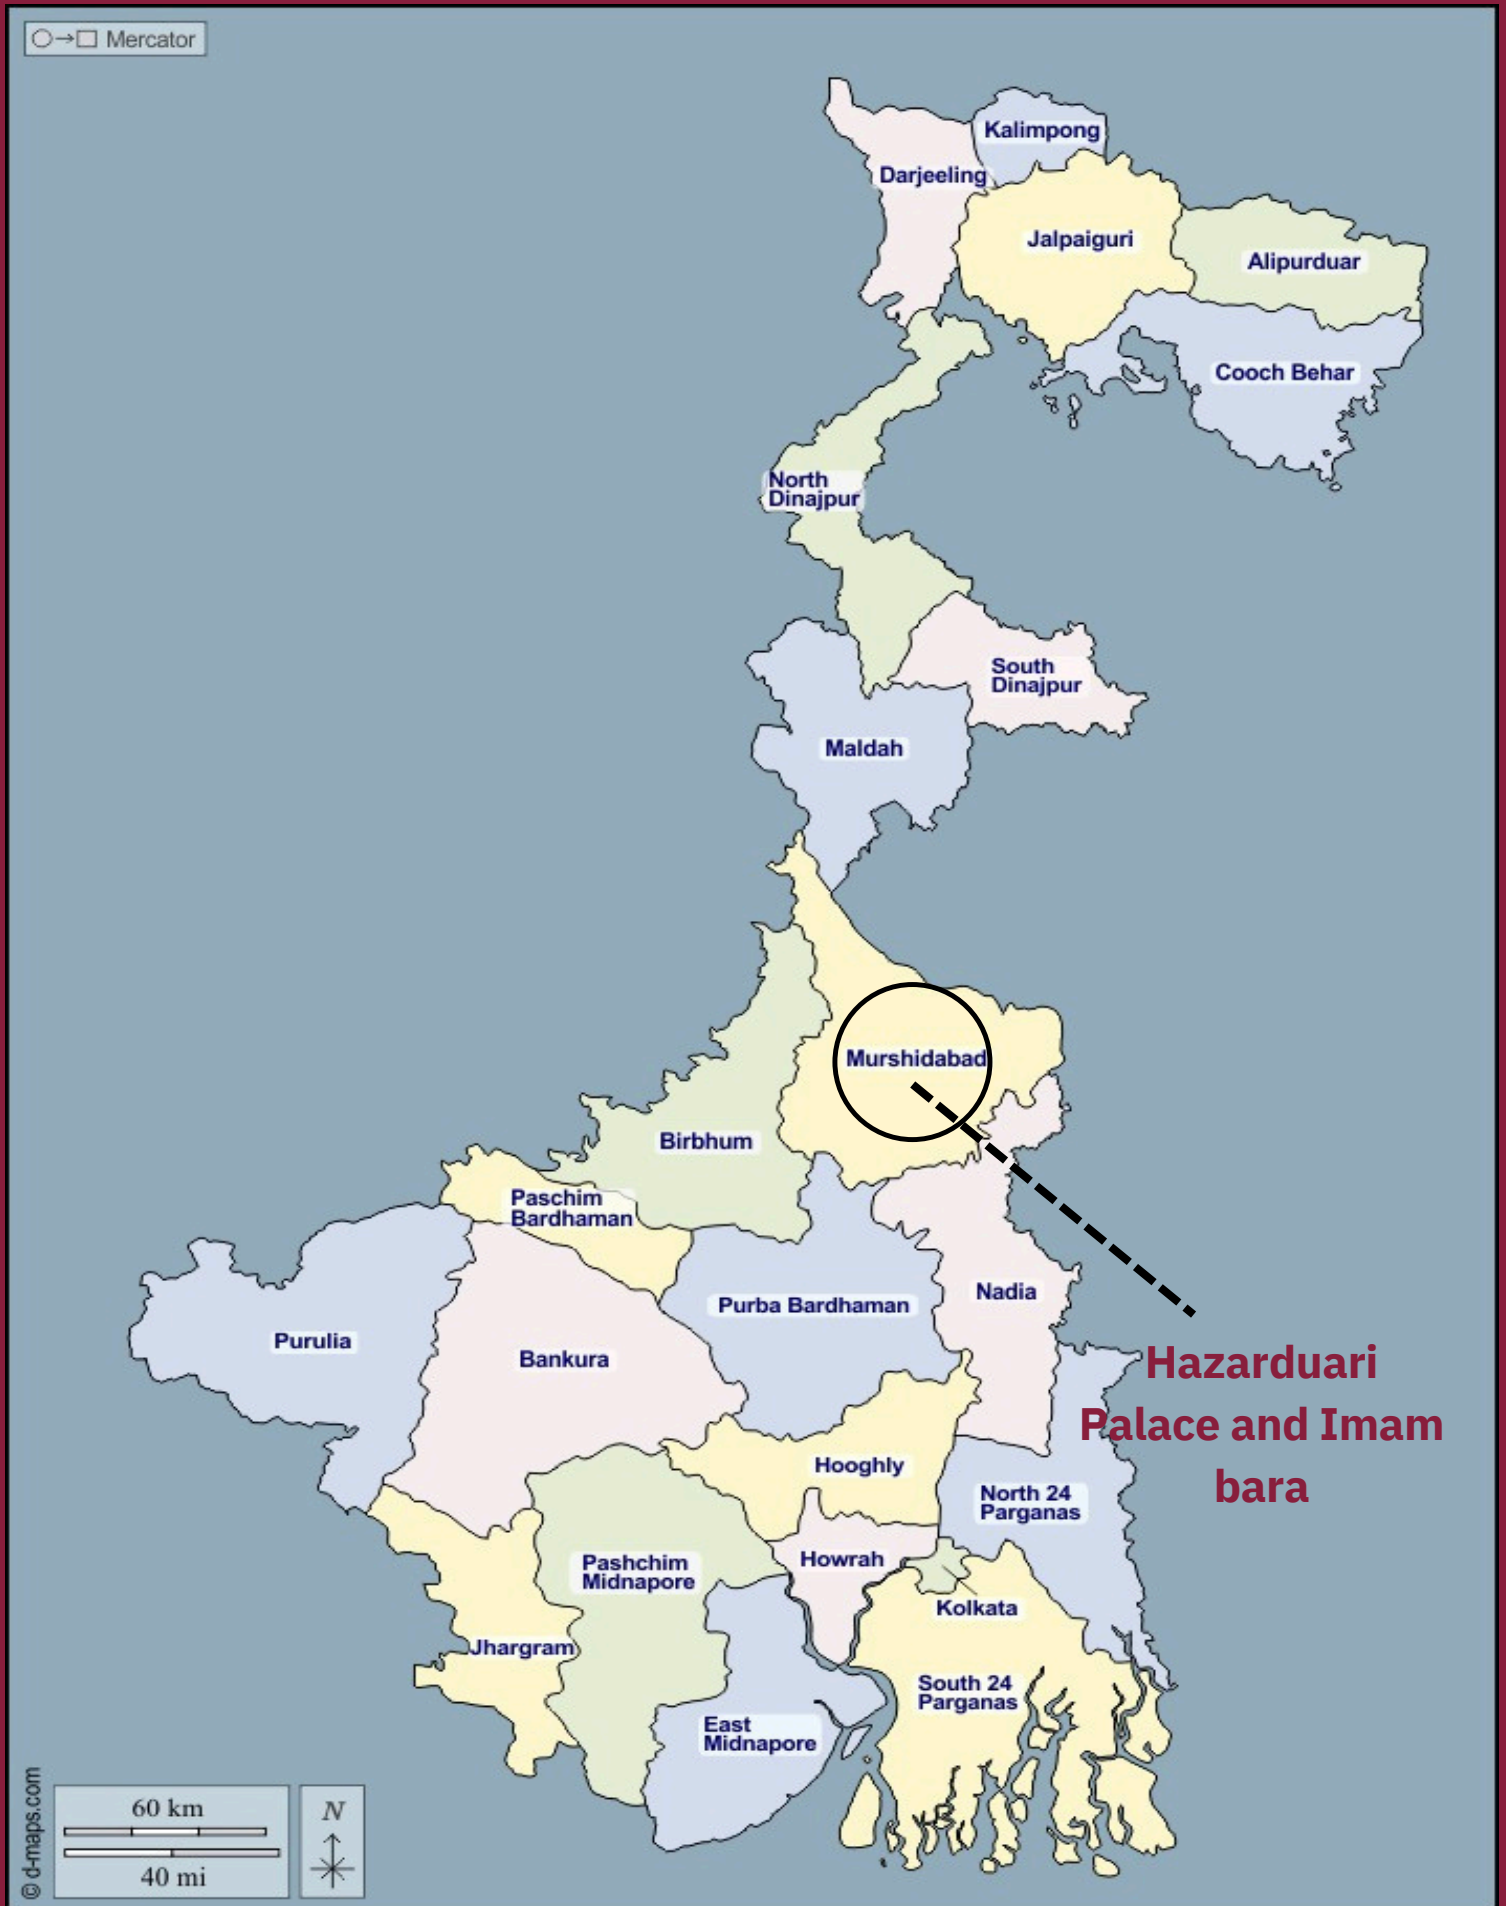 Mercator
Kalimpong
Darjeeling
Jalpaiguri
Alipurduar
Cooch Behar
North
Dinajpur
South
Dinajpur
Maldah
Murshidabad
Birbhum
Paschim
Bardhaman
Nadia
Purba Bardhaman
Purulia
Bankura
Hazarduari
Palace and Imam
bara
Hooghly
North 24
Parganas
Howrah
Pashchim
Midnapore
Kolkata
Jhargram
South 24
Parganas
East
Midnapore
© d-maps.com
60 km
40 mi
N